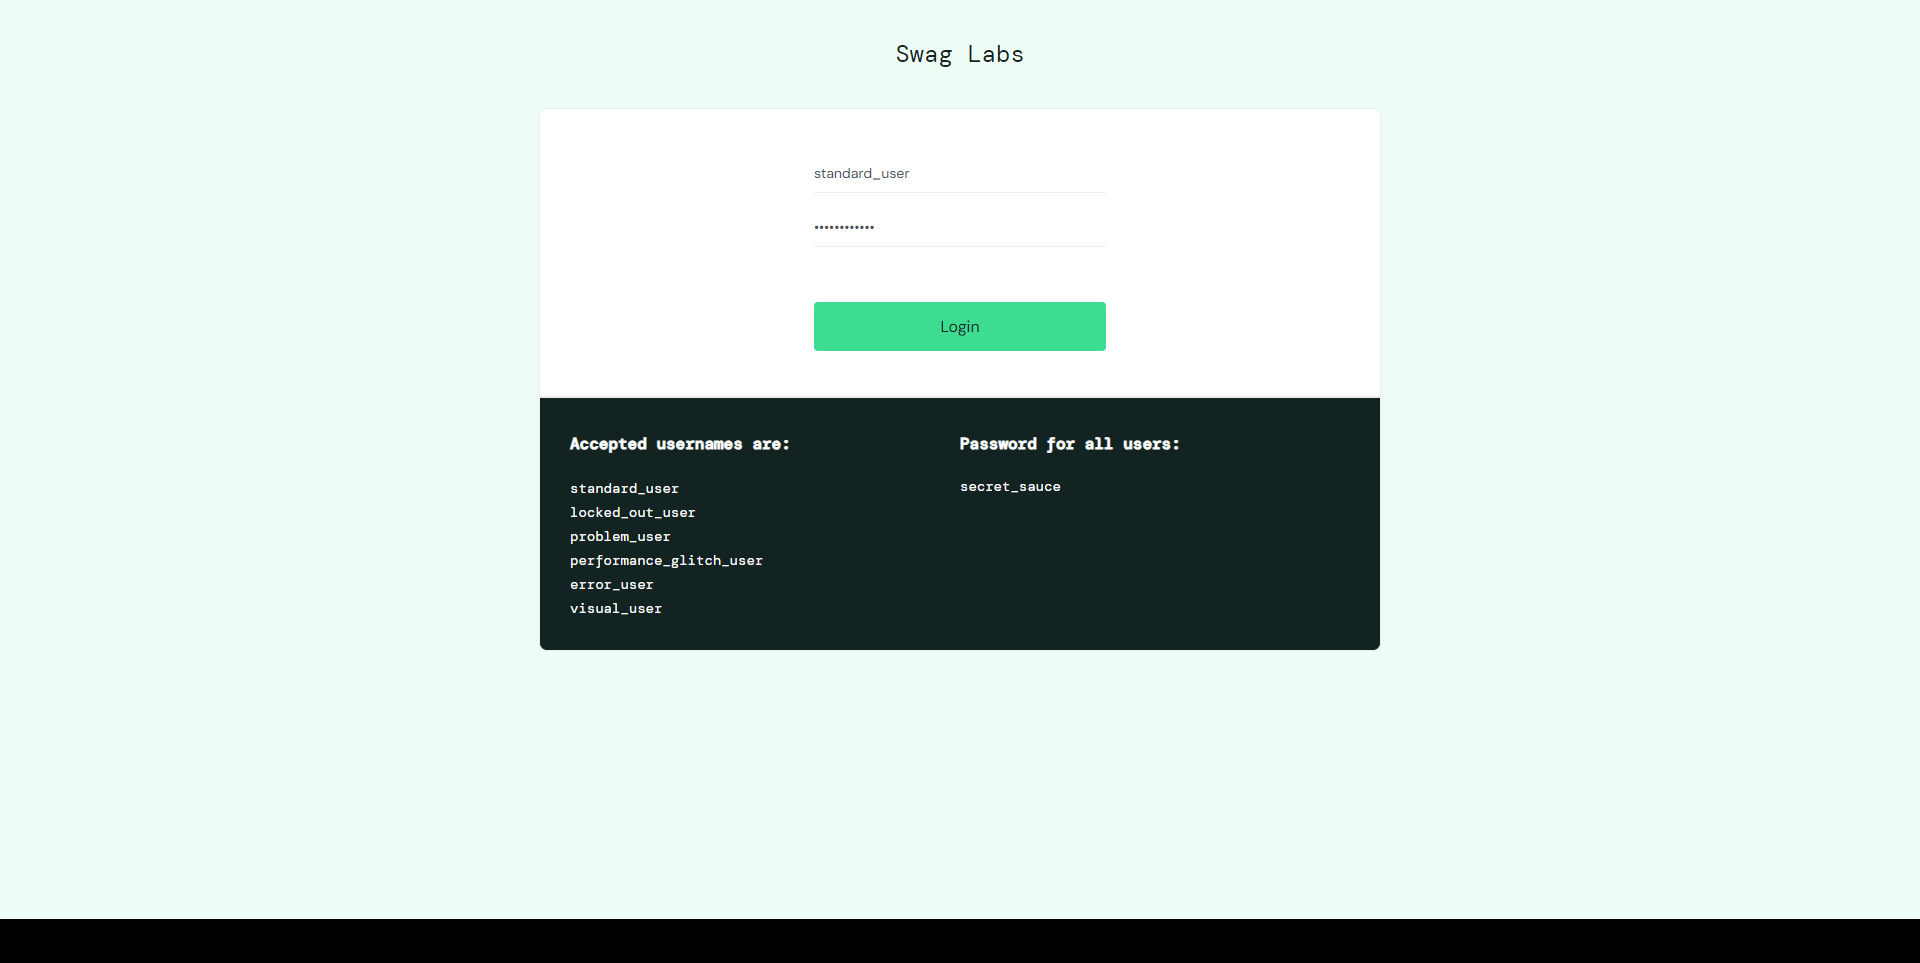 Swag Labs
standard_user
••••••••••••
Login
Accepted usernames are:
standard_user
locked_out_user
problem_user
performance_glitch_user
error_user
visual_user
Password for all users:
secret_sauce